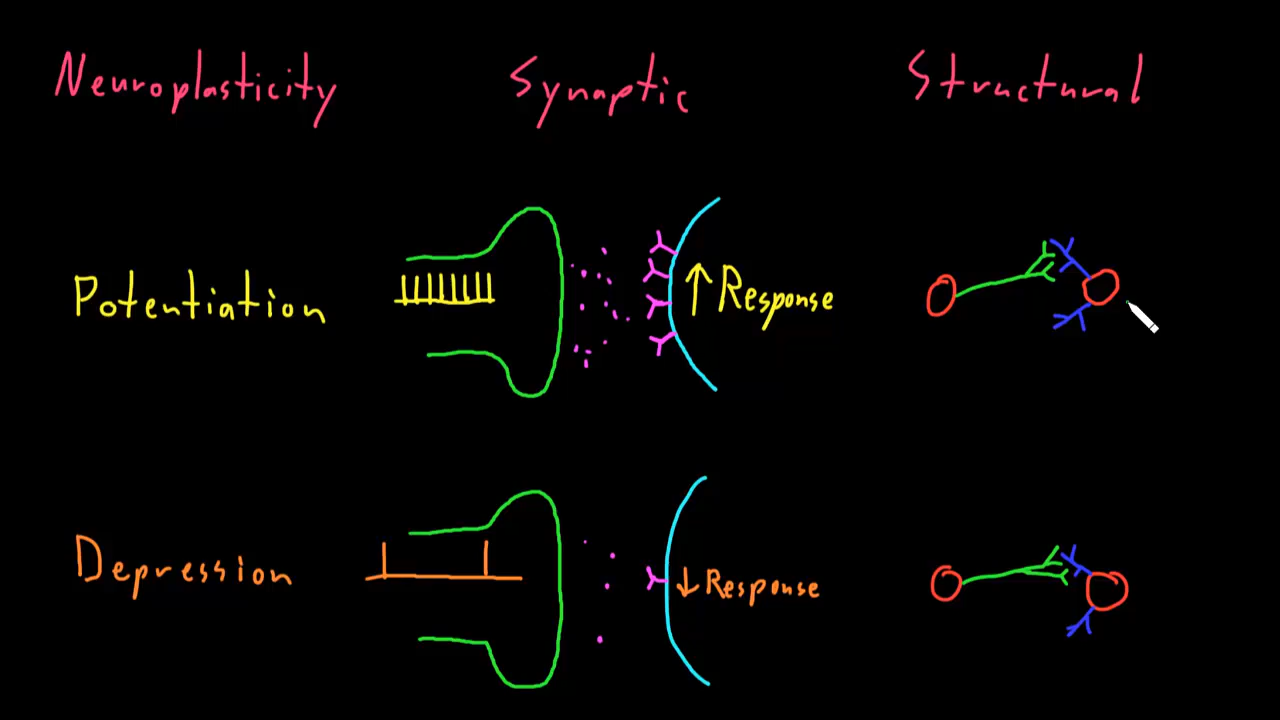 Neuroplasticity
Synaptic
Structural
Potentiation
↑ Response
Depression
↓ Response